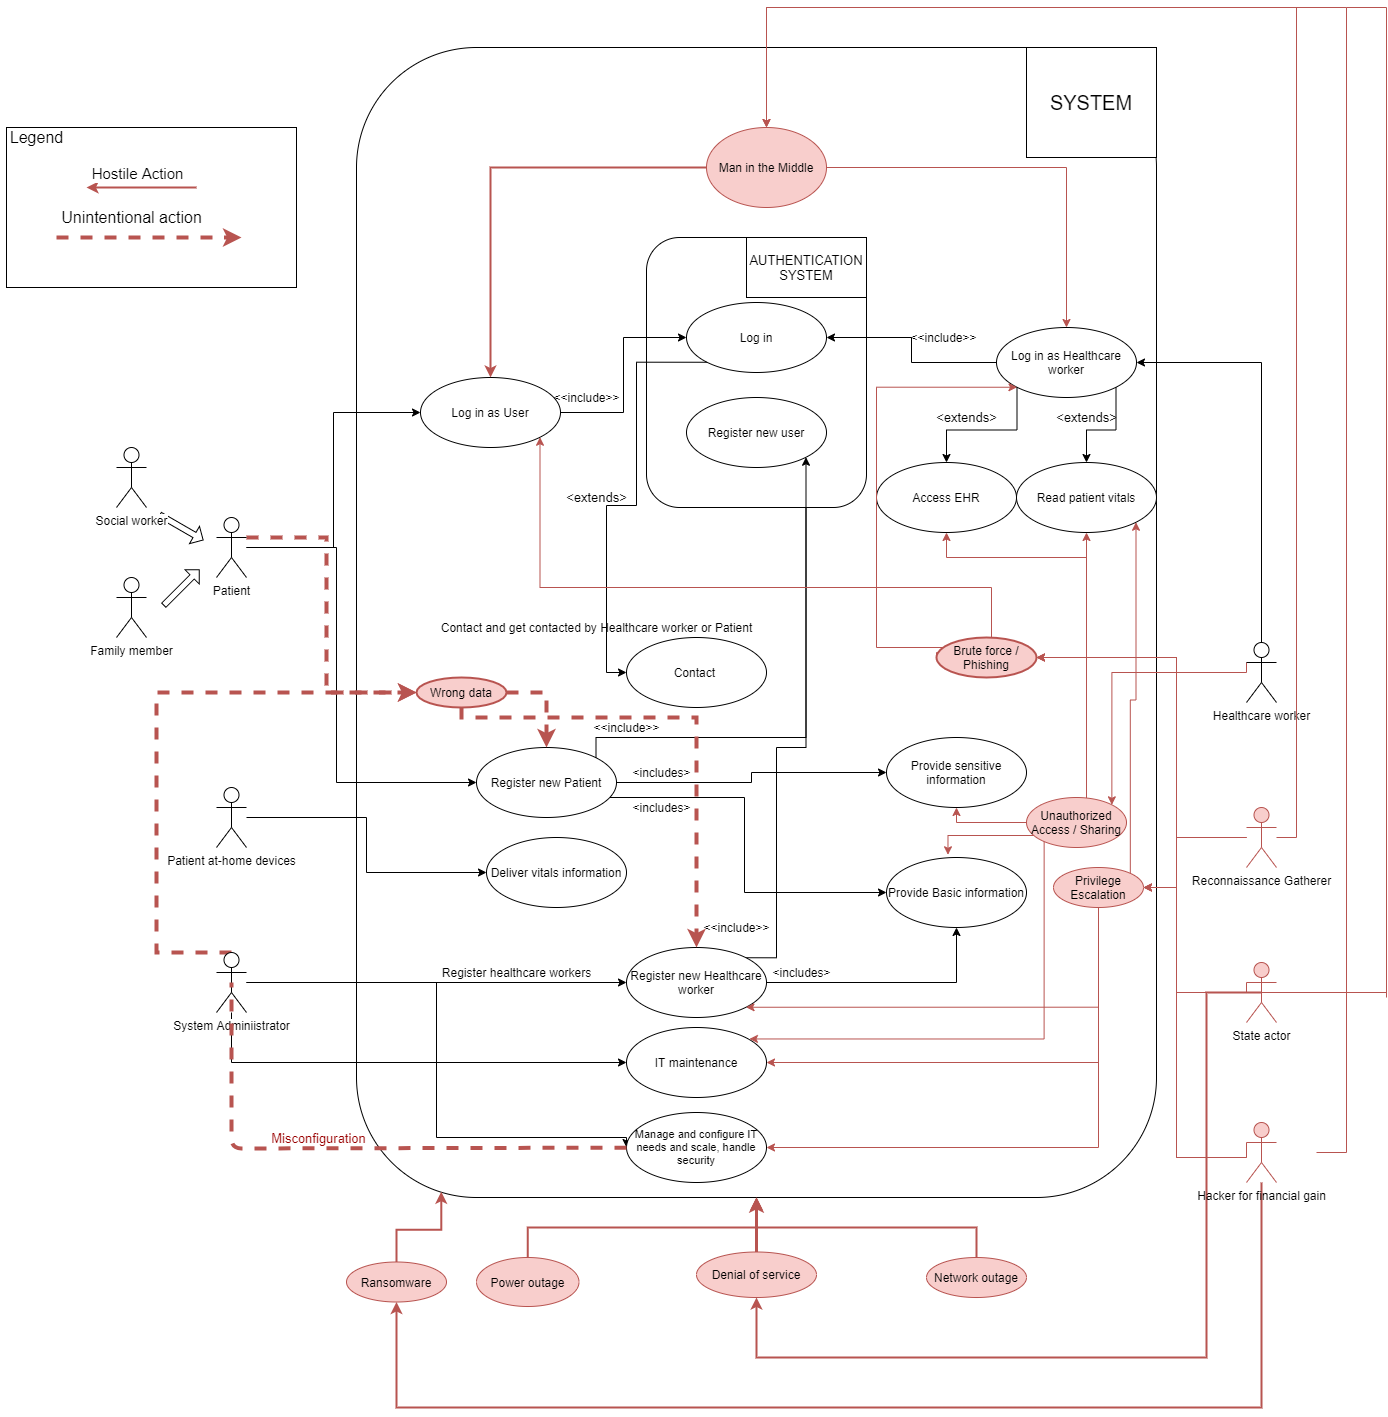 SYSTEM
Legend
Hostile Action
Unintentional action
Man in the Middle
AUTHENTICATION
SYSTEM
Log in
<<include>>
Log in as Healthcare
worker
<<include>>
Log in as User
Register new user
<extends>
<extends>
Social worker
Patient
Family member
<extends>
Access EHR
Read patient vitals
Contact and get contacted by Healthcare worker or Patient
Contact
Brute force /
Phishing
Healthcare worker
Wrong data
<<include>>
Register new Patient
<includes>
<includes>
Provide sensitive
information
Unauthorized
Access / Sharing
Patient at-home devices
Deliver vitals information
Provide Basic information
Privilege
Escalation
Reconnaissance Gatherer
<<include>>
Register healthcare workers
Register new Healthcare
worker
<includes>
System Adminiistrator
State actor
IT maintenance
Misconfiguration
Manage and configure IT
needs and scale, handle
security
Hacker for financial gain
Ransomware
Power outage
Denial of service
Network outage